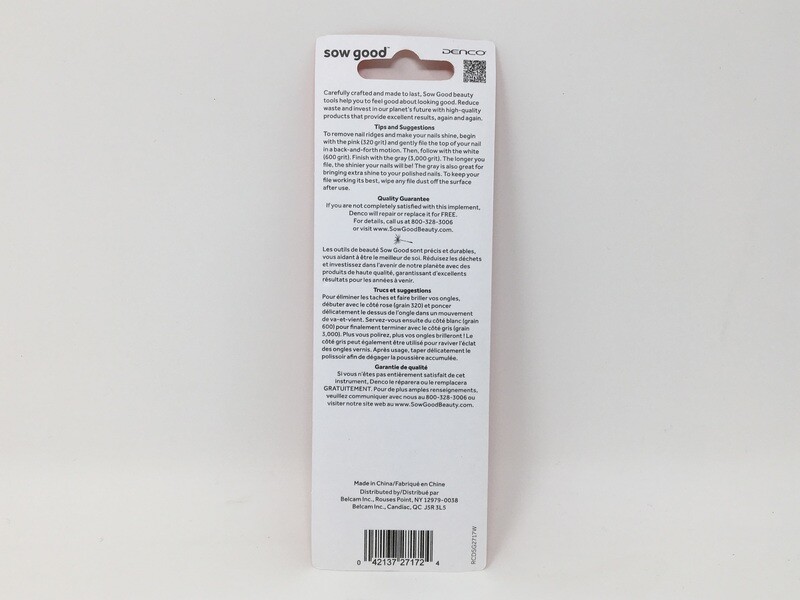 sow good
DENCO
Carefully crafted and made to last, Sow Good beauty
tools help you to feel good about looking good. Reduce
waste and invest in our planet's future with high-quality
products that provide excellent results, again and again.
Tips and Suggestions
To remove nail ridges and make your nails shine, begin
with the pink (320 grit) and gently file the top of your nail
in a back-and-forth motion. Then, follow with the white
(600 grit). Finish with the gray (3,000 grit). The longer you
file, the shinier your nails will be! The gray is also great for
bringing extra shine to your polished nails. To keep your
file working its best, wipe any file dust off the surface
after use.
Quality Guarantee
If you are not completely satisfied with this implement,
Denco will repair or replace it for FREE.
For details, call us at 800-328-3006
or visit www.SowGoodBeauty.com.
Les outils de beauté Sow Good sont précis et durables,
vous aidant à être le meilleur de soi. Réduisez les déchets
et investissez dans l'avenir de notre planète avec des
produits de haute qualité, garantissant d'excellents
résultats pour les années à venir.
Trucs et suggestions
Pour éliminer les taches et faire briller vos ongles,
débuter avec le côté rose (grain 320) et poncer
délicatement le dessus de l'ongle dans un mouvement
de va-et-vient. Servez-vous ensuite du côté blanc (grain
600) pour finalement terminer avec le côté gris (grain
3,000). Plus vous polirez, plus vos ongles brilleront ! Le
côté gris peut également être utilisé pour raviver l'éclat
des ongles vernis. Après usage, taper délicatement le
polissoir afin de dégager la poussière accumulée.
Garantie de qualité
Si vous n'êtes pas entièrement satisfait de cet
instrument, Denco le réparera ou le remplacera
GRATUITEMENT. Pour de plus amples renseignements,
veuillez communiquer avec nous au 800-328-3006 ou
visiter notre site web au www.SowGoodBeauty.com.
Made in China/Fabriqué en Chine
Distributed by/Distribué par
Belcam Inc., Rouses Point, NY 12979-0038
Belcam Inc., Candiac, QC J5R 3L5
RCDSG2717W
0 42137 27172 4